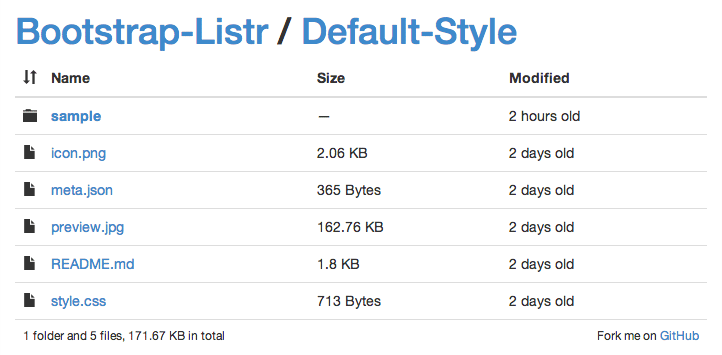 Bootstrap-Listr / Default-Style
Name Size Modified
sample — 2 hours old
icon.png 2.06 KB 2 days old
meta.json 365 Bytes 2 days old
preview.jpg 162.76 KB 2 days old
README.md 1.8 KB 2 days old
style.css 713 Bytes 2 days old
1 folder and 5 files, 171.67 KB in total Fork me on GitHub